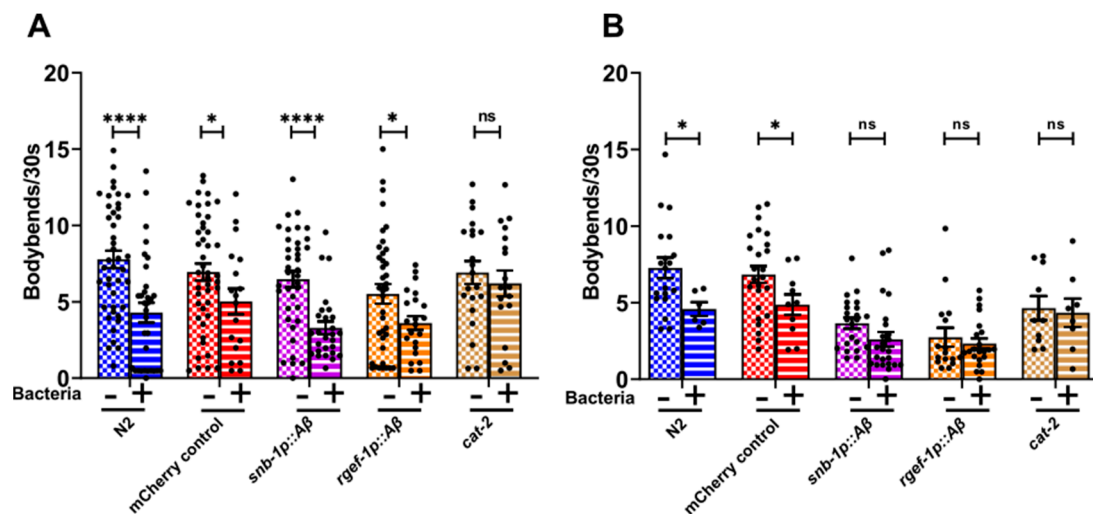 A
Bodybends/30s
20
15
10
5
0
**** * **** * ns
Bacteria - + - + - + - + - +
N2
mCherry control
snb-1p::Aβ
rgef-1p::Aβ
cat-2
B
Bodybends/30s
20
15
10
5
0
* * ns ns ns
Bacteria - + - + - + - + - +
N2
mCherry control
snb-1p::Aβ
rgef-1p::Aβ
cat-2